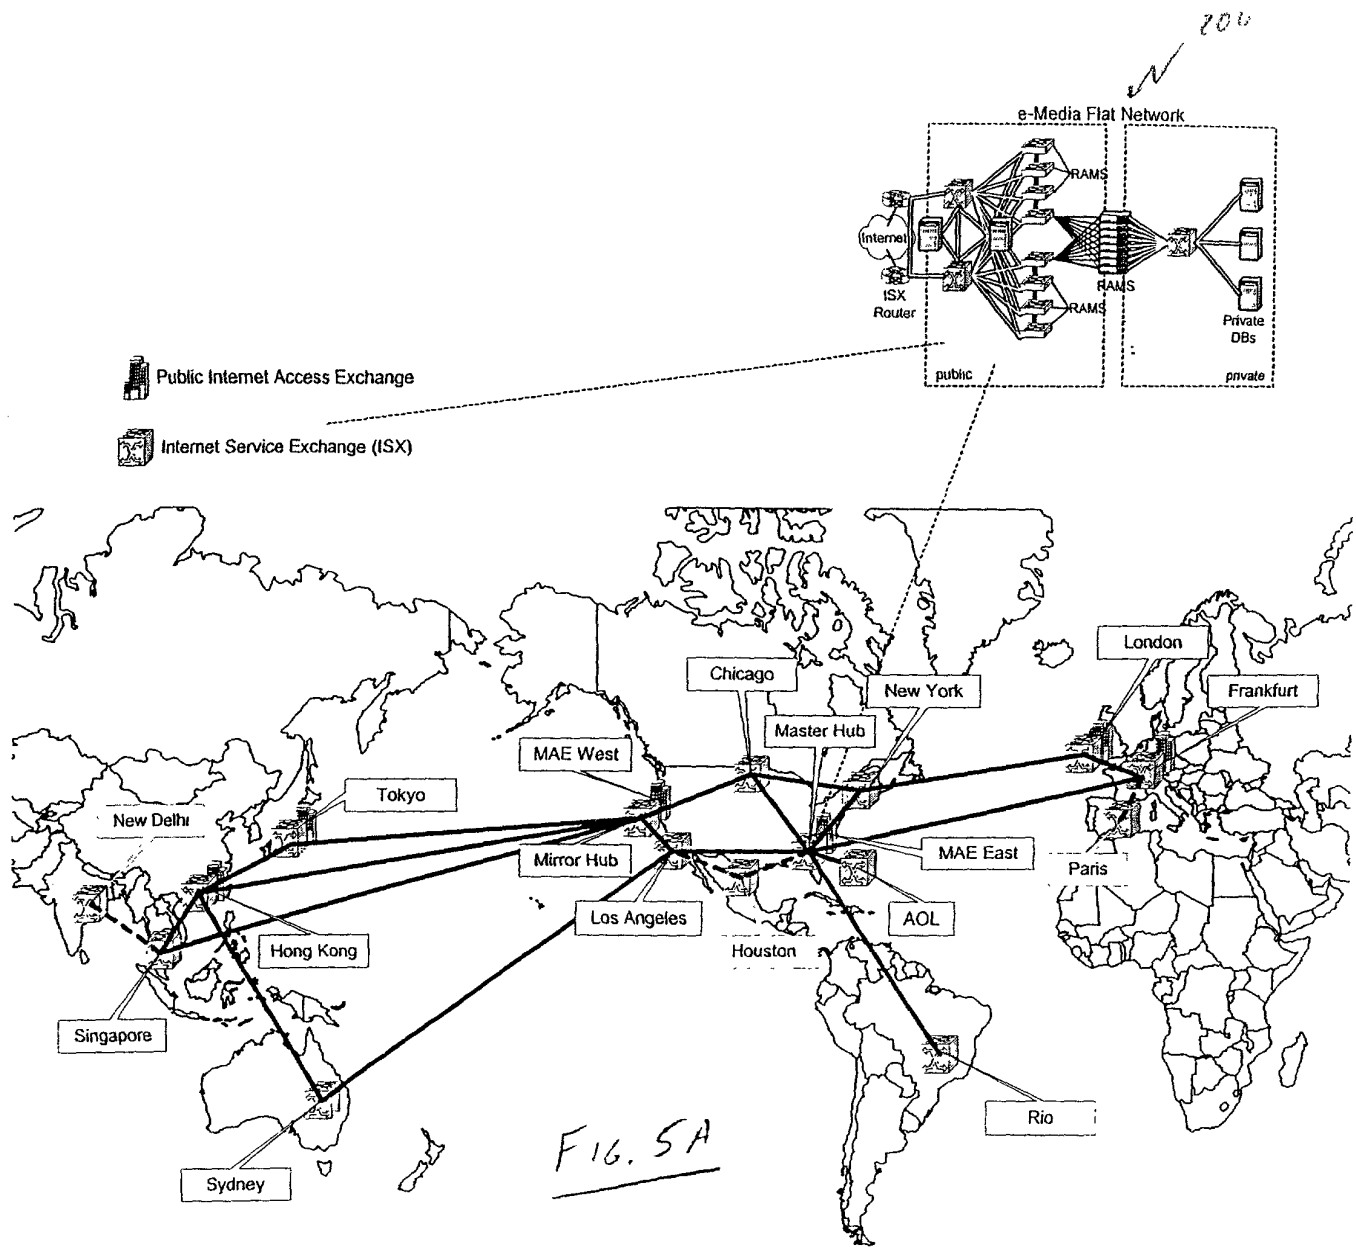 e-Media Flat Network
RAMS
Internet
ISX
Router
RAMS
RAMS
Private
DBs
public
private
Public Internet Access Exchange
Internet Service Exchange (ISX)
London
Chicago
New York
Frankfurt
Master Hub
MAE West
Tokyo
New Delhi
Mirror Hub
MAE East
Paris
Los Angeles
AOL
Hong Kong
Houston
Singapore
Rio
Sydney
FIG. 5A